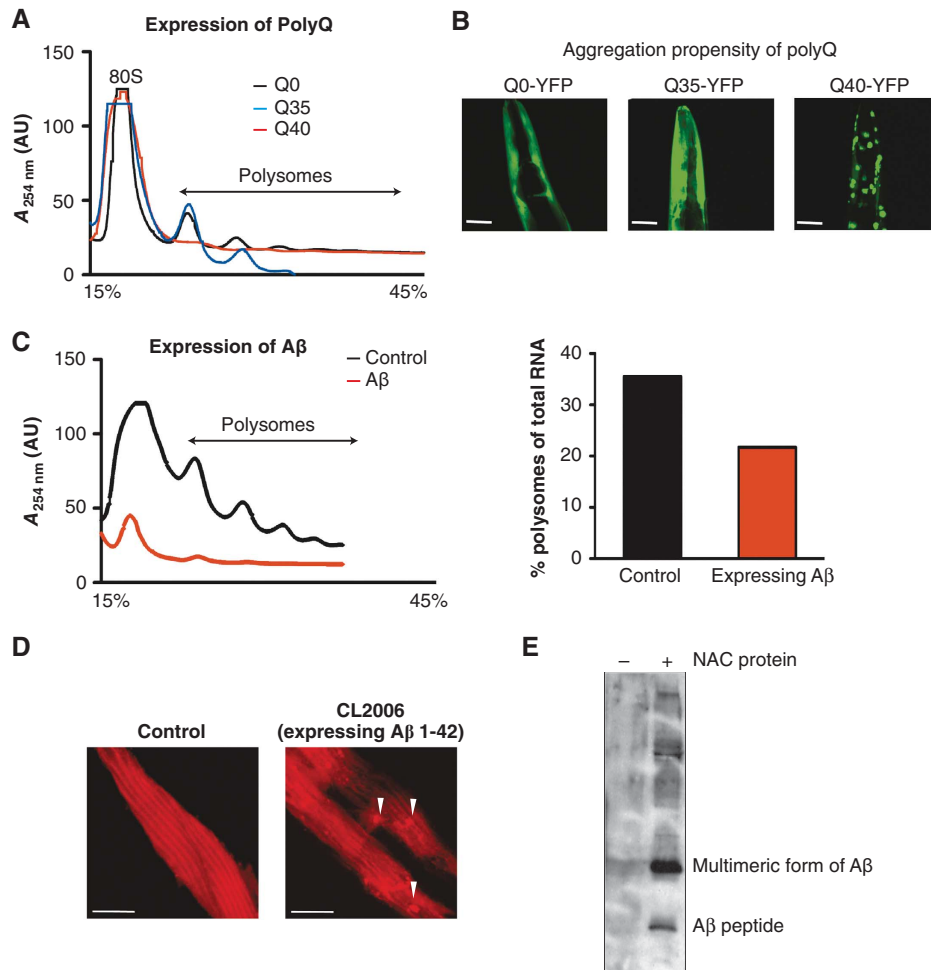 A
Expression of PolyQ
150
100
50
0
A 254 nm (AU)
80S
Q0
Q35
Q40
Polysomes
15%
45%
B
Aggregation propensity of polyQ
Q0-YFP
Q35-YFP
Q40-YFP
C
Expression of Aβ
150
100
50
0
A 254 nm (AU)
Control
Aβ
Polysomes
15%
45%
% polysomes of total RNA
40
30
20
10
0
Control
Expressing Aβ
D
Control
CL2006
(expressing Aβ 1-42)
E
– + NAC protein
Multimeric form of Aβ
Aβ peptide